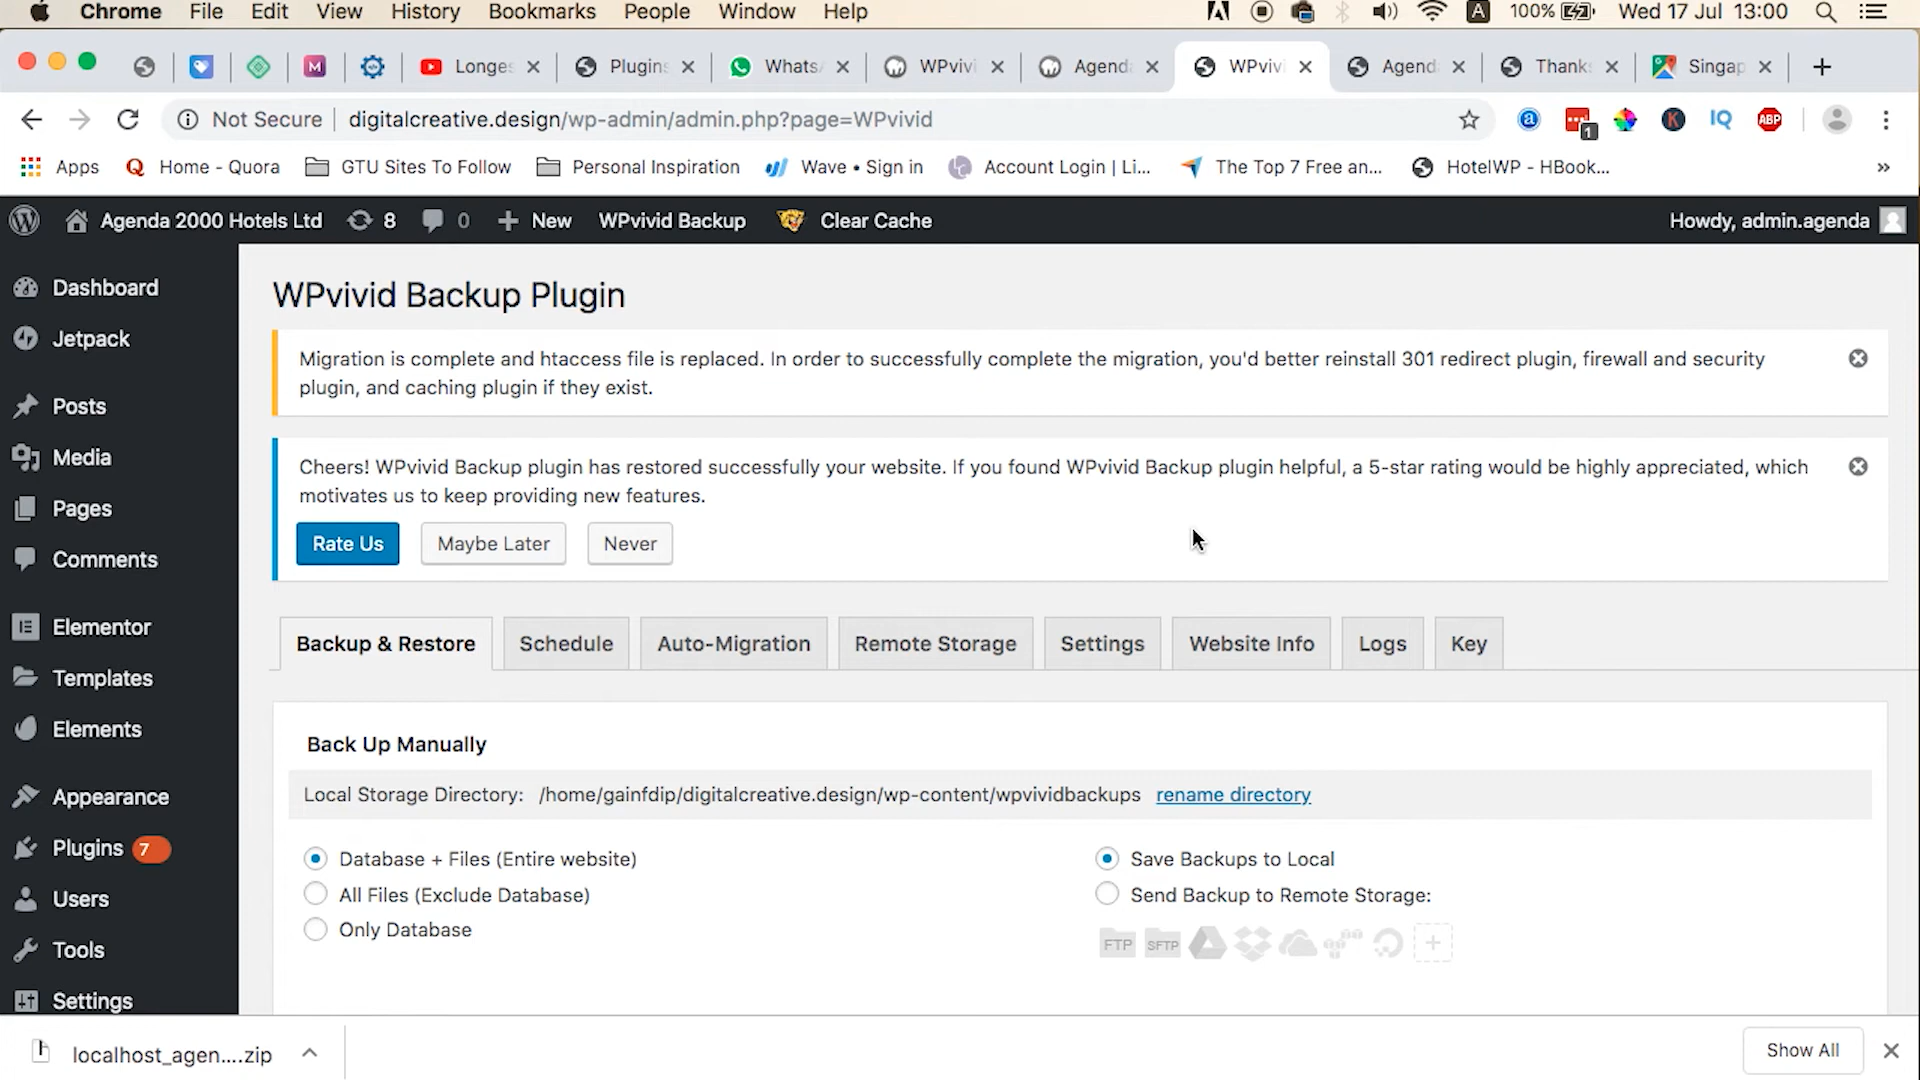 Chrome File Edit View History Bookmarks People Window Help 100% Wed 17 Jul 13:00
Longes Plugins WhatsA WPvivi Agenda WPvivi Agenda Thanks Singap
Not Secure digitalcreative.design/wp-admin/admin.php?page=WPvivid
Apps Home - Quora GTU Sites To Follow Personal Inspiration Wave • Sign in Account Login | Li... The Top 7 Free an... HotelWP - HBook... »
Agenda 2000 Hotels Ltd 8 0 + New WPvivid Backup Clear Cache Howdy, admin.agenda
Dashboard
Jetpack
Posts
Media
Pages
Comments
Elementor
Templates
Elements
Appearance
Plugins 7
Users
Tools
Settings
WPvivid Backup Plugin
Migration is complete and htaccess file is replaced. In order to successfully complete the migration, you'd better reinstall 301 redirect plugin, firewall and security
plugin, and caching plugin if they exist.
Cheers! WPvivid Backup plugin has restored successfully your website. If you found WPvivid Backup plugin helpful, a 5-star rating would be highly appreciated, which
motivates us to keep providing new features.
Rate Us Maybe Later Never
Backup & Restore Schedule Auto-Migration Remote Storage Settings Website Info Logs Key
Back Up Manually
Local Storage Directory: /home/gainfdip/digitalcreative.design/wp-content/wpvividbackups rename directory
Database + Files (Entire website)
All Files (Exclude Database)
Only Database
Save Backups to Local
Send Backup to Remote Storage:
FTP SFTP
localhost_agen....zip Show All